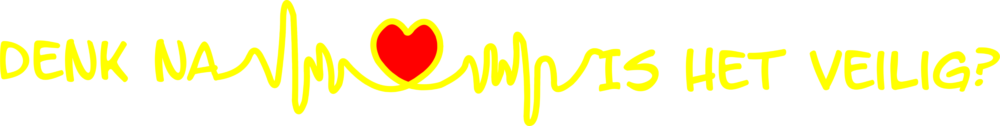 DENK NA IS HET VEILIG?